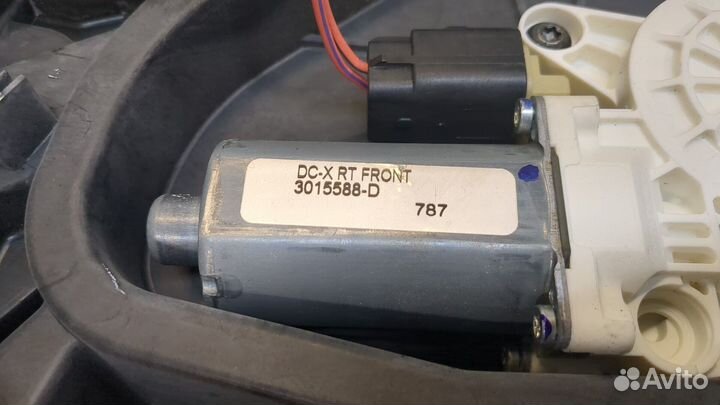 DC-X RT FRONT
3015588-D
787
Avito